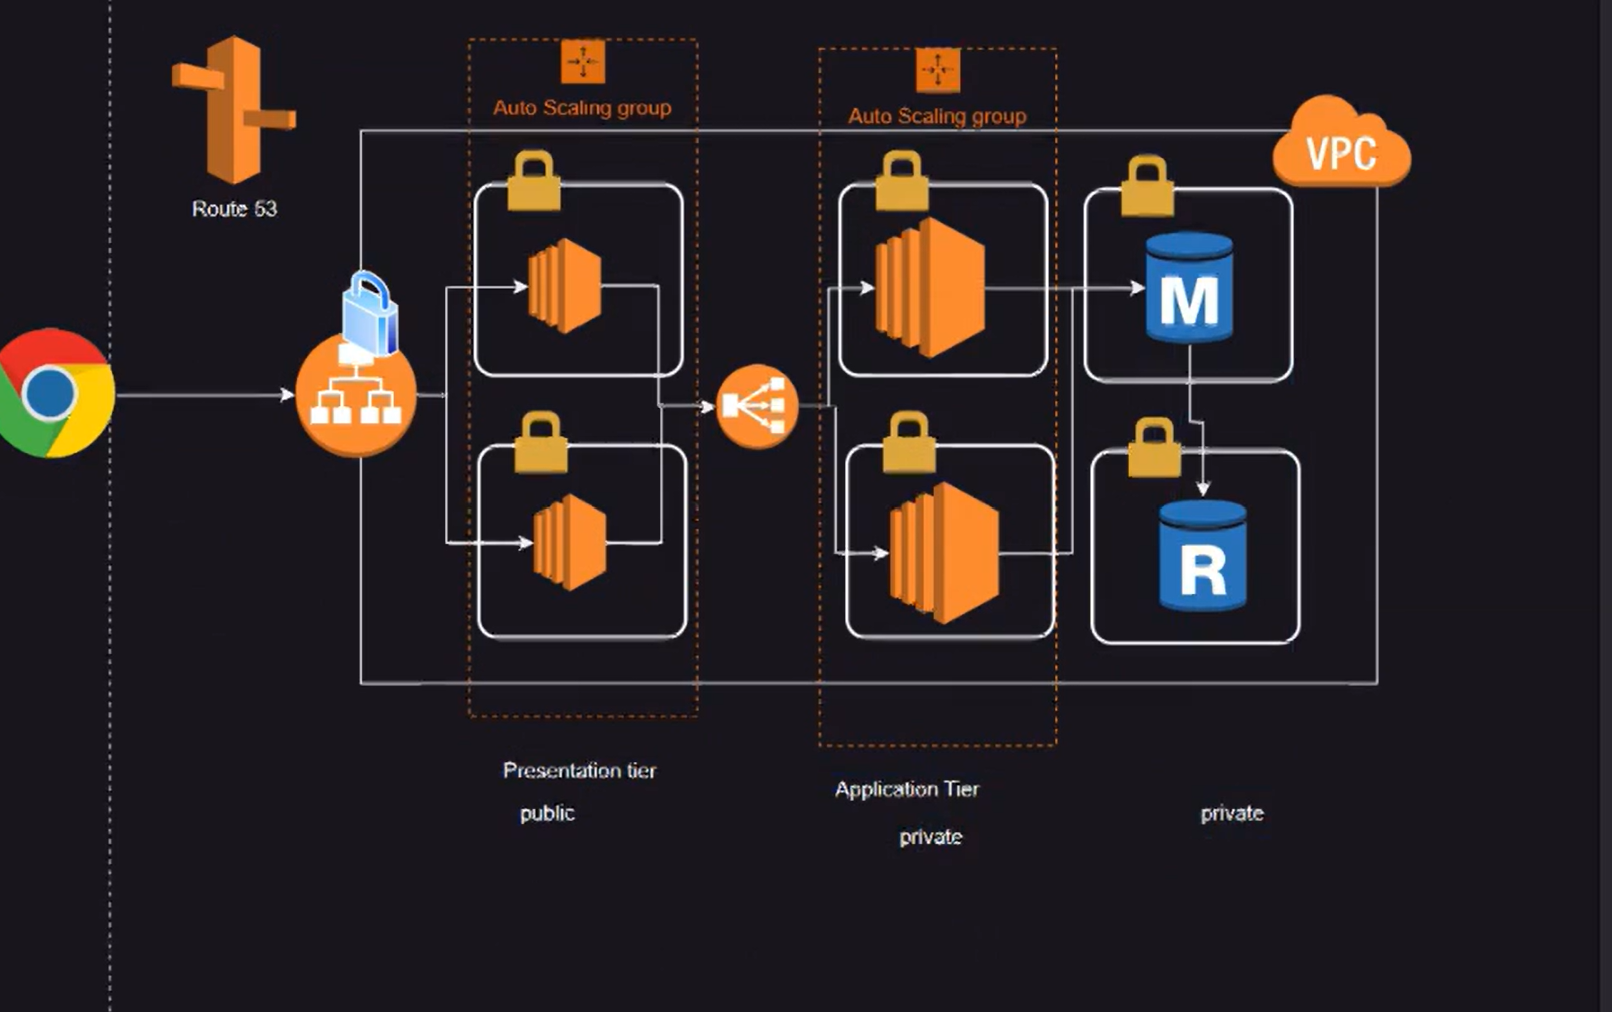 Route 53
Auto Scaling group
Auto Scaling group
VPC
M
R
Presentation tier
public
Application Tier
private
private